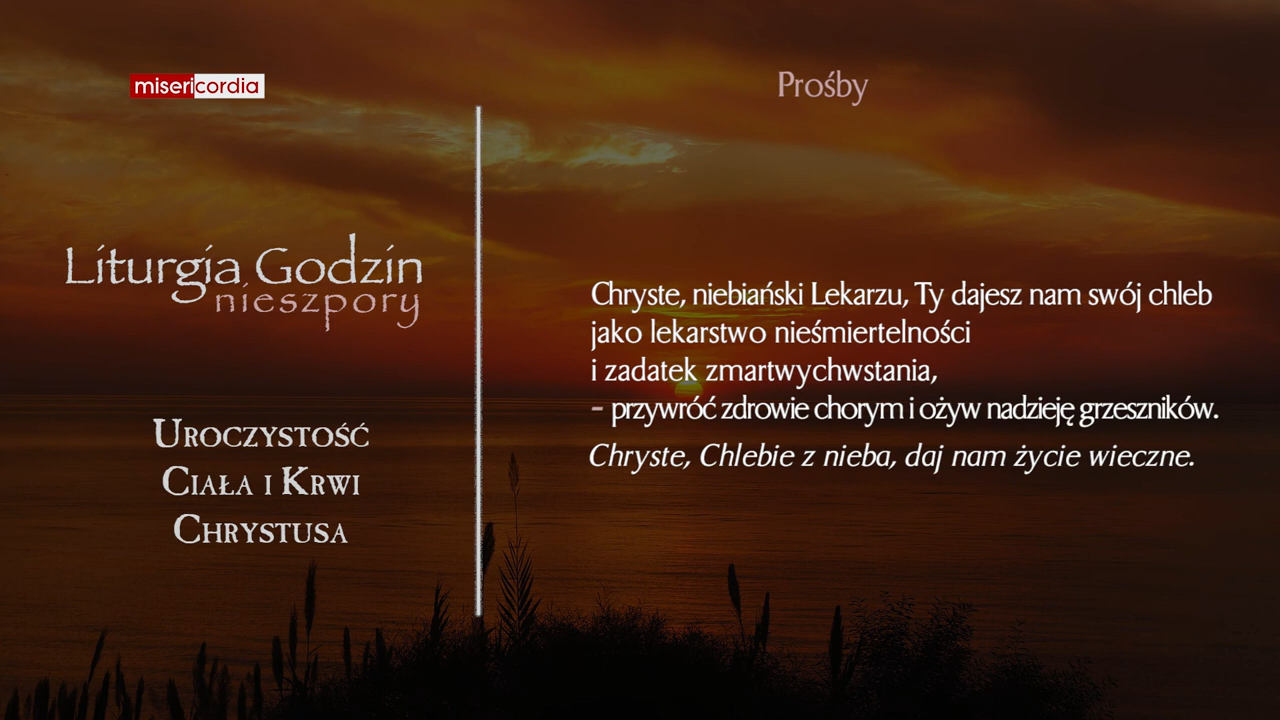 misericordia
Liturgia Godzin
nieszpory
Uroczystość
Ciała i Krwi
Chrystusa
Prośby
Chryste, niebiański Lekarzu, Ty dajesz nam swój chleb
jako lekarstwo nieśmiertelności
i zadatek zmartwychwstania,
– przywróć zdrowie chorym i ożyw nadzieję grzeszników.
Chryste, Chlebie z nieba, daj nam życie wieczne.